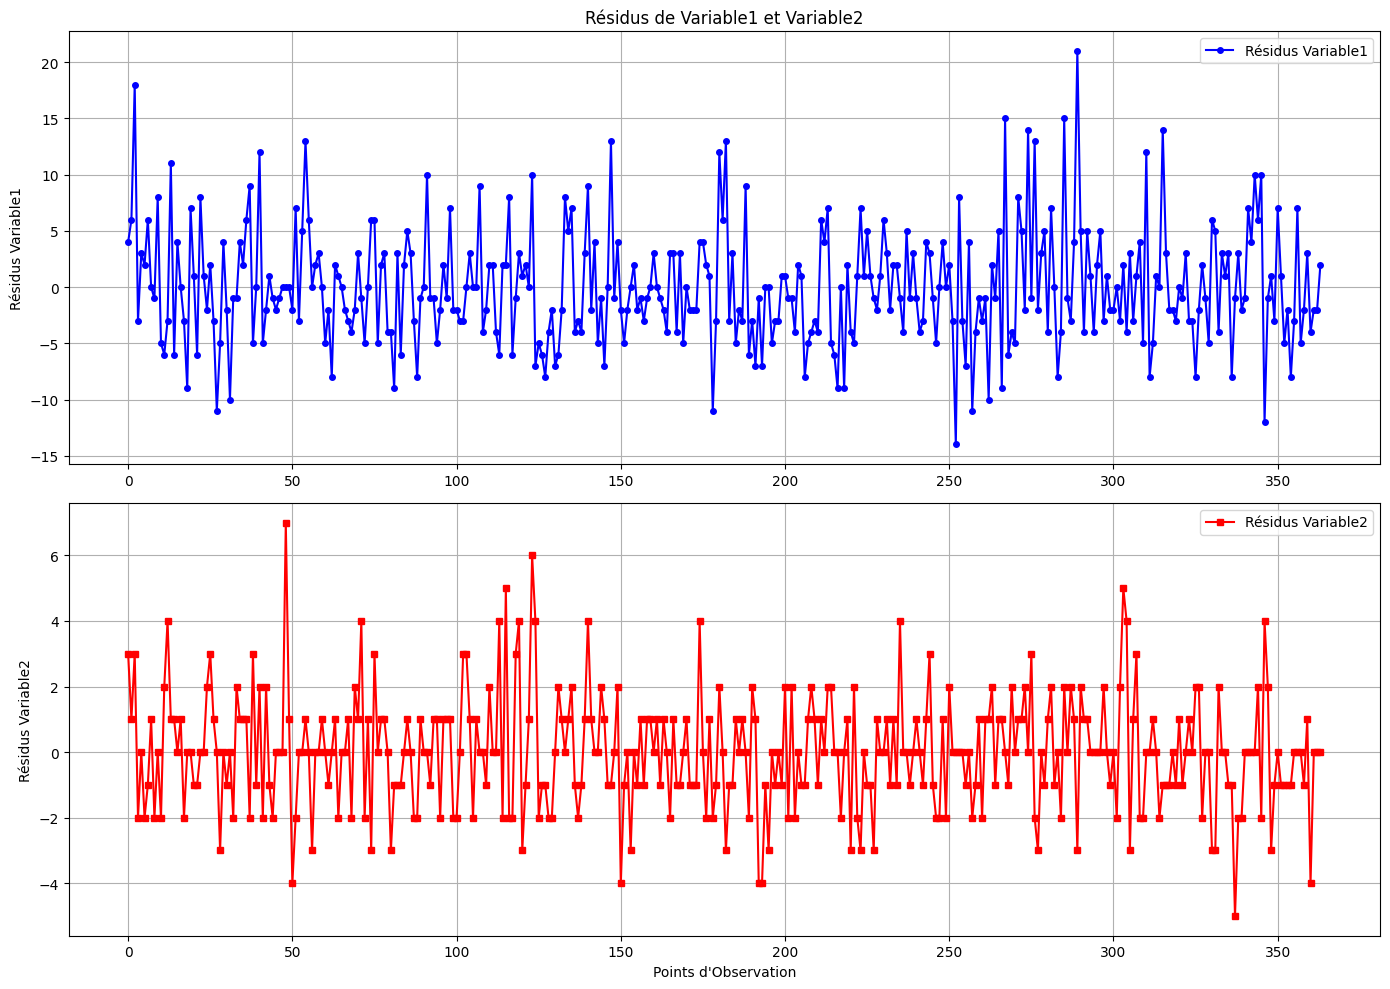 Résidus de Variable1 et Variable2
Résidus Variable1
Résidus Variable1
20
15
10
5
0
−5
−10
−15
0 50 100 150 200 250 300 350
Résidus Variable2
Résidus Variable2
6
4
2
0
−2
−4
0 50 100 150 200 250 300 350
Points d'Observation